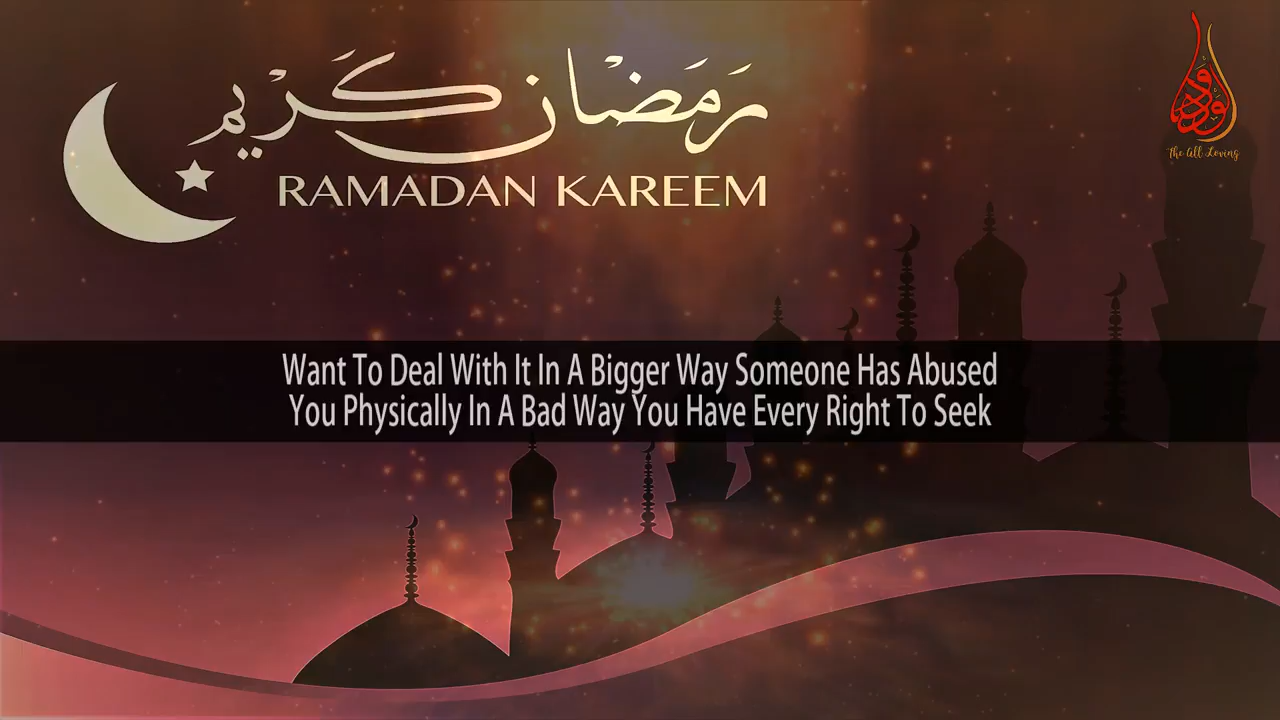 رَمَضَان كَرْيم
RAMADAN KAREEM
ودود
The All Loving
Want To Deal With It In A Bigger Way Someone Has Abused
You Physically In A Bad Way You Have Every Right To Seek